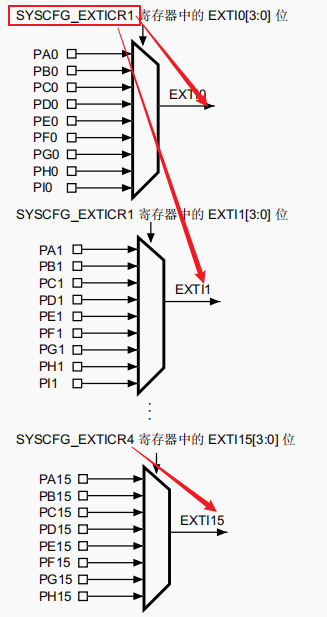 SYSCFG_EXTICR1 寄存器中的 EXTI0[3:0] 位
PA0
PB0
PC0
PD0
PE0
PF0
PG0
PH0
PI0
EXTI0
SYSCFG_EXTICR1 寄存器中的 EXTI1[3:0] 位
PA1
PB1
PC1
PD1
PE1
PF1
PG1
PH1
PI1
EXTI1
SYSCFG_EXTICR4 寄存器中的 EXTI15[3:0] 位
PA15
PB15
PC15
PD15
PE15
PF15
PG15
PH15
EXTI15